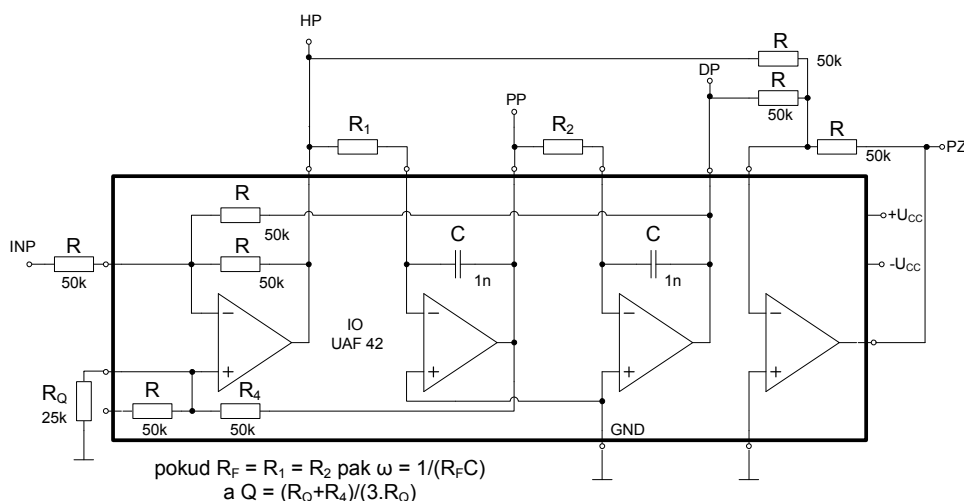 HP
R
50k
DP
R
50k
PP
R1
R2
R
50k
PZ
R
50k
+UCC
C
C
INP
R
R
-UCC
50k
50k
1n
1n
−
−
−
−
IO
UAF 42
+
+
+
+
RQ
25k
R
R4
50k
50k
GND
pokud RF = R1 = R2 pak ω = 1/(RFC)
a Q = (RQ+R4)/(3.RQ)